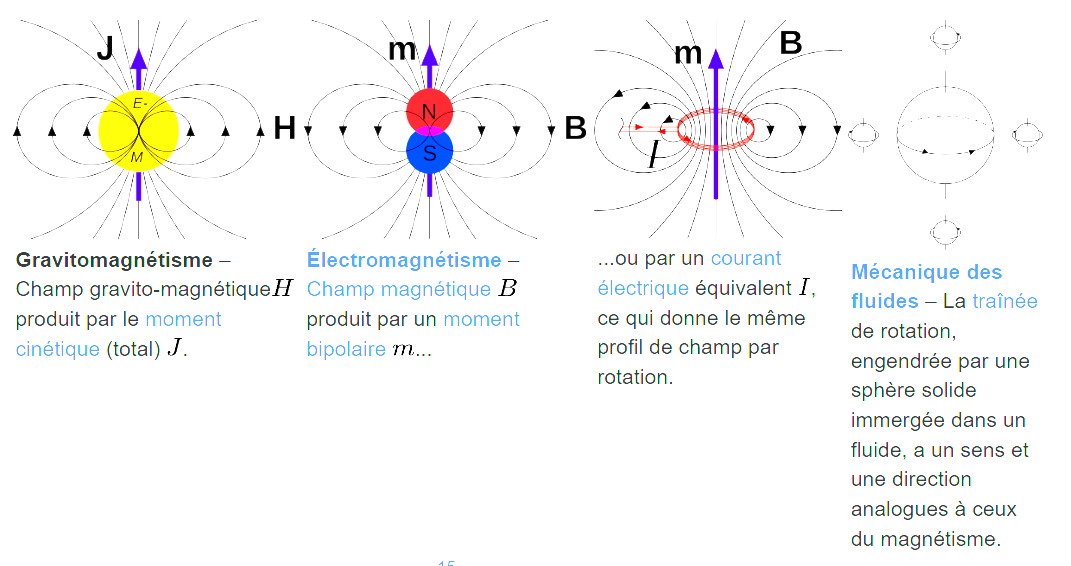 J
E-
M
H
m
N
S
B
m
B
I
Gravitomagnétisme –
Champ gravito-magnétique H
produit par le moment
cinétique (total) J.
Électromagnétisme –
Champ magnétique B
produit par un moment
bipolaire m...
...ou par un courant
électrique équivalent I,
ce qui donne le même
profil de champ par
rotation.
Mécanique des
fluides – La traînée
de rotation,
engendrée par une
sphère solide
immergée dans un
fluide, a un sens et
une direction
analogues à ceux
du magnétisme.